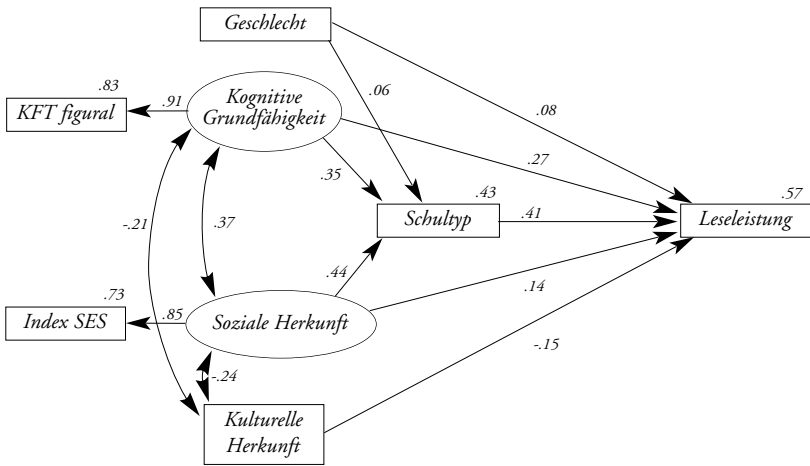 Geschlecht
.83
.91
KFT figural
Kognitive
Grundfähigkeit
.06
.08
.27
.35
.43
.57
Schultyp
.41
Leseleistung
-.21
.37
.44
.14
.73
.85
Index SES
Soziale Herkunft
-.15
-.24
Kulturelle
Herkunft